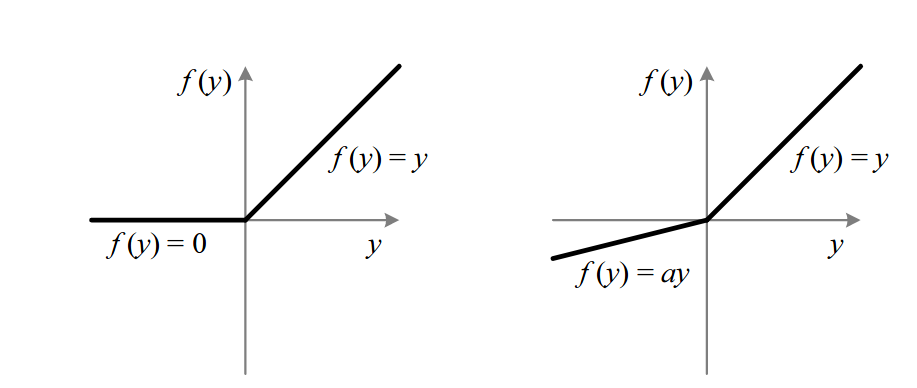 f(y)
f(y) = y
f(y) = 0
y
f(y)
f(y) = y
y
f(y) = ay